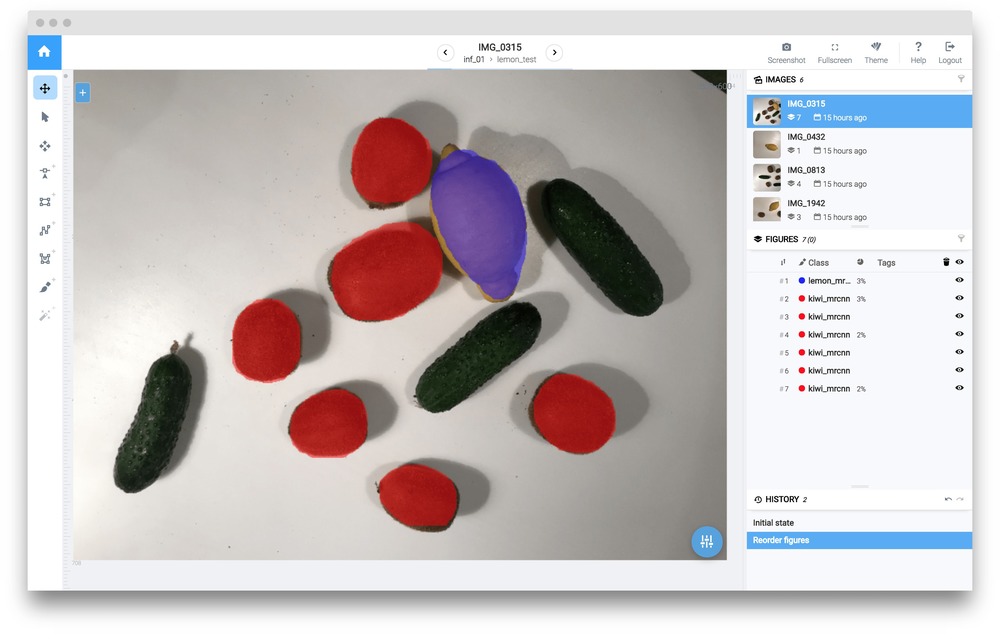 IMG_0315
inf_01 › lemon_test
Screenshot
Fullscreen
Theme
Help
Logout
IMAGES 6
IMG_0315
7 15 hours ago
IMG_0432
1 15 hours ago
IMG_0813
4 15 hours ago
IMG_1942
3 15 hours ago
FIGURES 7 (0)
Class Tags
#1 lemon_mr... 3%
#2 kiwi_mrcnn 3%
#3 kiwi_mrcnn
#4 kiwi_mrcnn 2%
#5 kiwi_mrcnn
#6 kiwi_mrcnn
#7 kiwi_mrcnn 2%
HISTORY 2
Initial state
Reorder figures